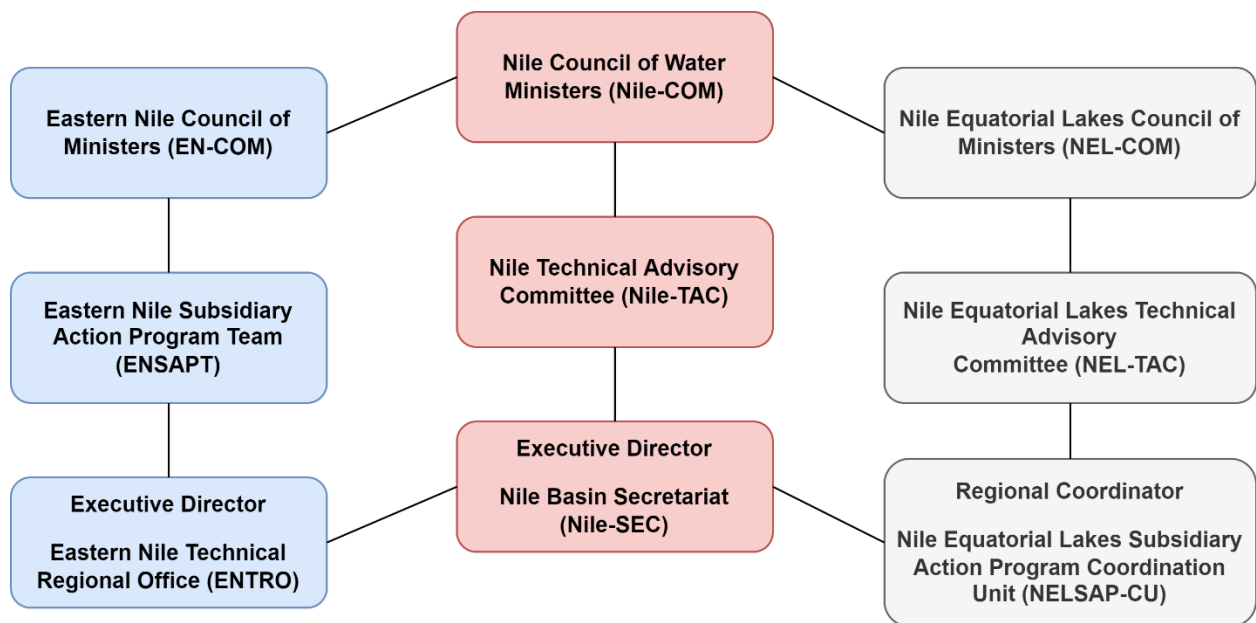 Nile Council of Water
Ministers (Nile-COM)
Eastern Nile Council of
Ministers (EN-COM)
Nile Equatorial Lakes Council of
Ministers (NEL-COM)
Nile Technical Advisory
Committee (Nile-TAC)
Eastern Nile Subsidiary
Action Program Team
(ENSAPT)
Nile Equatorial Lakes Technical
Advisory
Committee (NEL-TAC)
Executive Director
Nile Basin Secretariat
(Nile-SEC)
Executive Director
Eastern Nile Technical
Regional Office (ENTRO)
Regional Coordinator
Nile Equatorial Lakes Subsidiary
Action Program Coordination
Unit (NELSAP-CU)